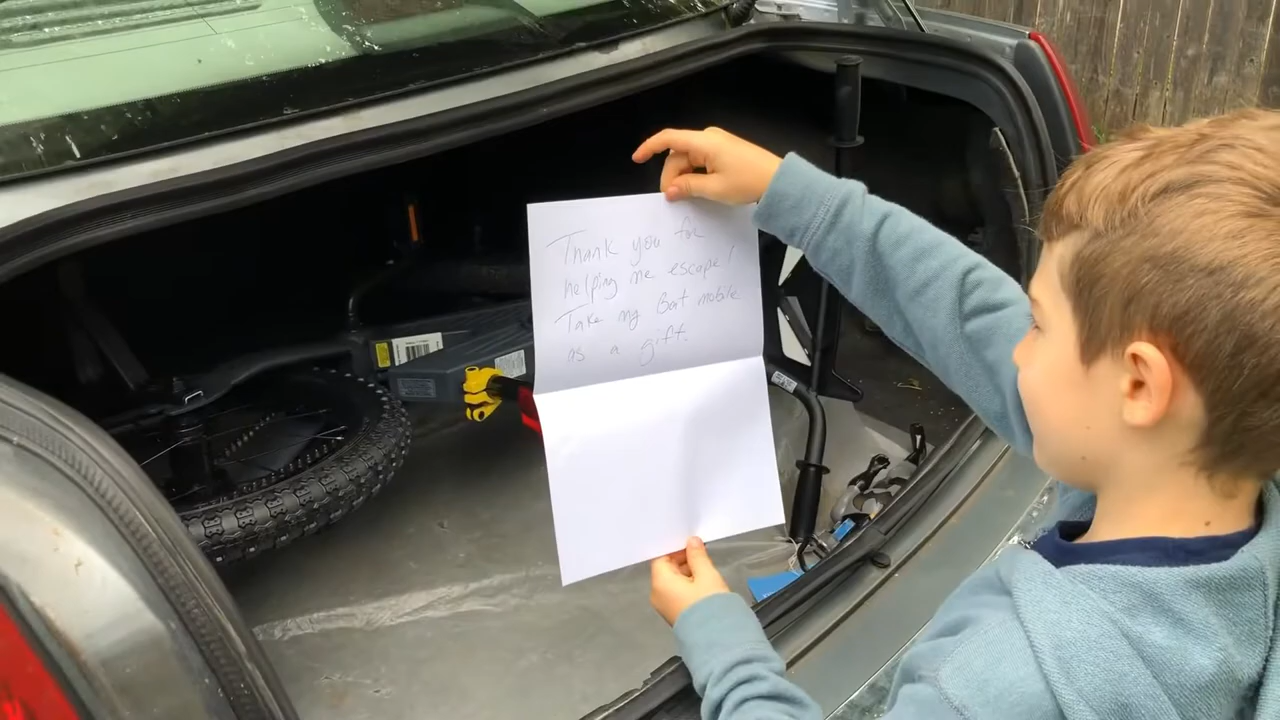 Thank you for
helping me escape!
Take my Bat mobile
as a gift.